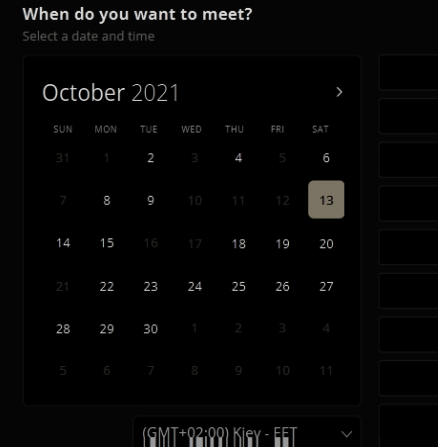 When do you want to meet?
Select a date and time
October 2021
SUN MON TUE WED THU FRI SAT
31 1 2 3 4 5 6
7 8 9 10 11 12 13
14 15 16 17 18 19 20
21 22 23 24 25 26 27
28 29 30 1 2 3 4
5 6 7 8 9 10 11
(GMT+02:00) Kiev - EET